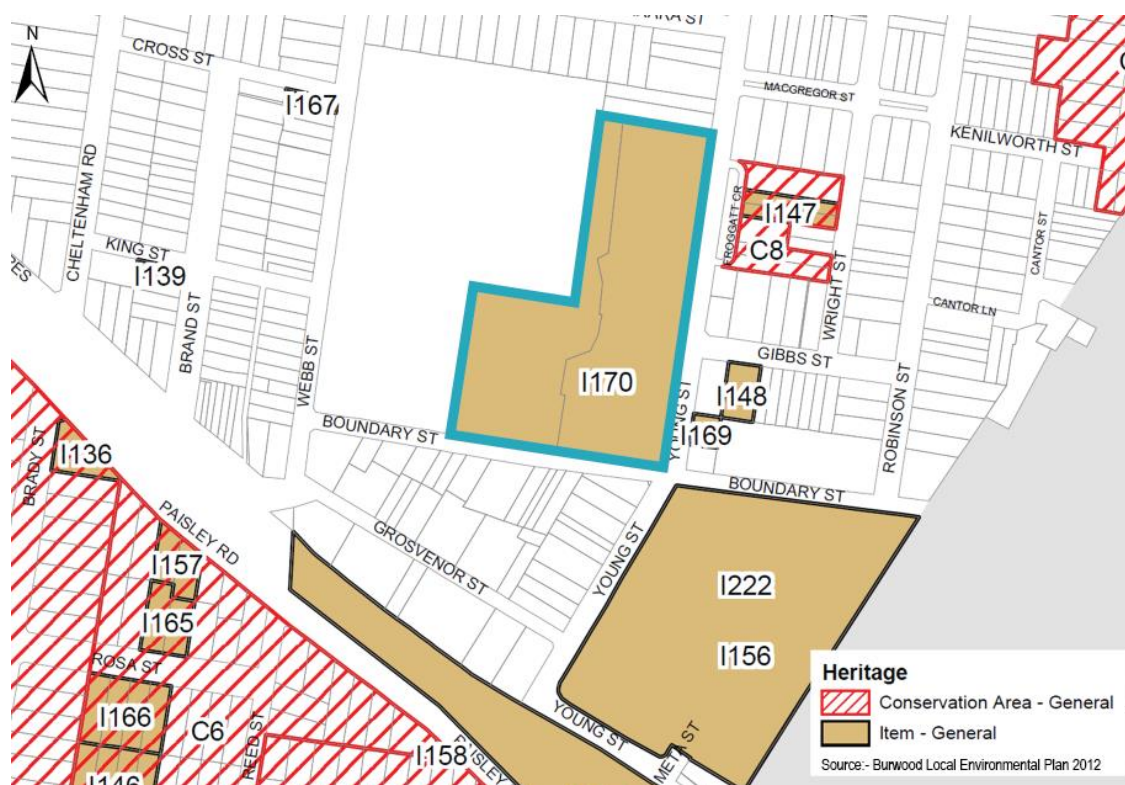 N
CROSS ST
I167
MACGREGOR ST
KENILWORTH ST
CHELTENHAM RD
KING ST
I139
BRAND ST
WEBB ST
I147
C8
FROGGATT CR
WRIGHT ST
CANTOR ST
CANTOR LN
GIBBS ST
I170
YOUNG ST
I148
I169
ROBINSON ST
BOUNDARY ST
BOUNDARY ST
I136
BRADY ST
PAISLEY RD
GROSVENOR ST
YOUNG ST
I157
I165
ROSA ST
I166
C6
REED ST
I158
I146
PAISLEY
I222
I156
YOUNG ST
META ST
Heritage
Conservation Area - General
Item - General
Source:- Burwood Local Environmental Plan 2012